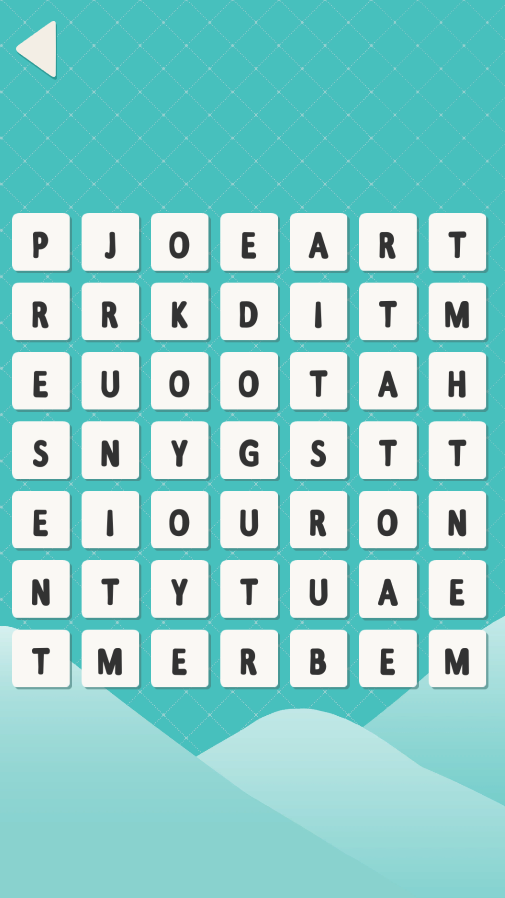 P J O E A R T
R R K D I T M
E U O O T A H
S N Y G S T T
E I O U R O N
N T Y T U A E
T M E R B E M